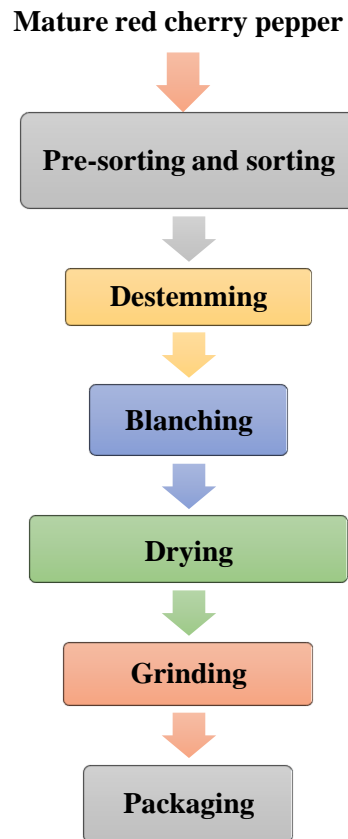 Mature red cherry pepper
Pre-sorting and sorting
Destemming
Blanching
Drying
Grinding
Packaging